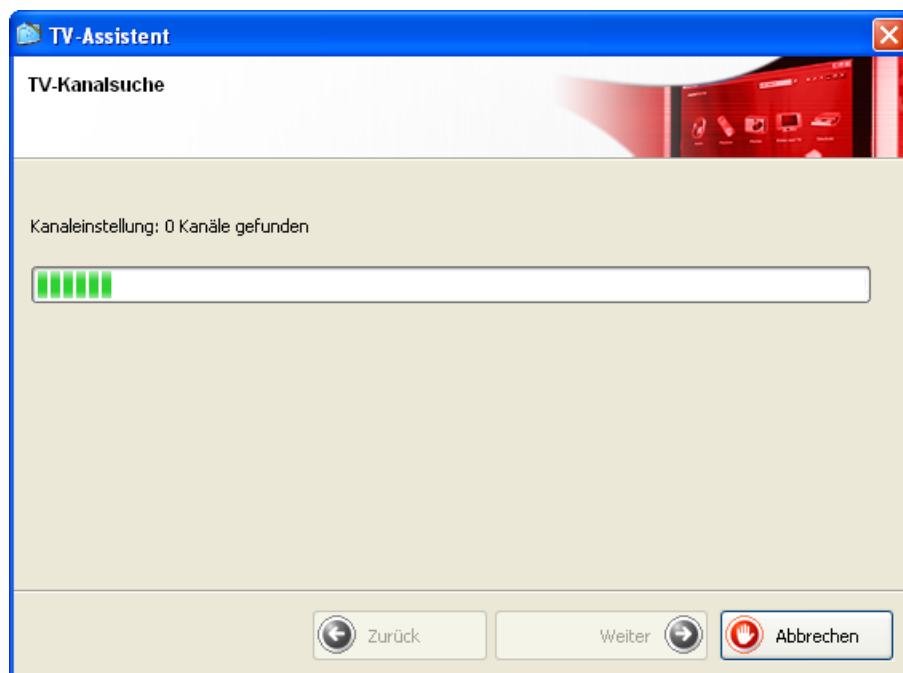 TV-Assistent
TV-Kanalsuche
Kanaleinstellung: 0 Kanäle gefunden
Zurück
Weiter
Abbrechen